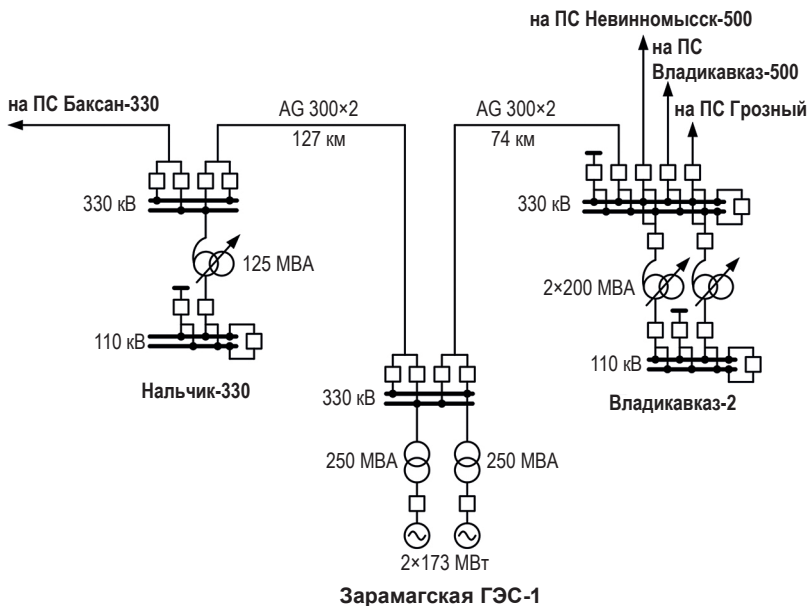 на ПС Невинномысск-500
на ПС
Владикавказ-500
на ПС Грозный
на ПС Баксан-330
AG 300×2
127 км
AG 300×2
74 км
330 кВ
125 МВА
110 кВ
Нальчик-330
330 кВ
2×200 МВА
110 кВ
Владикавказ-2
330 кВ
250 МВА
250 МВА
2×173 МВт
Зарамагская ГЭС-1